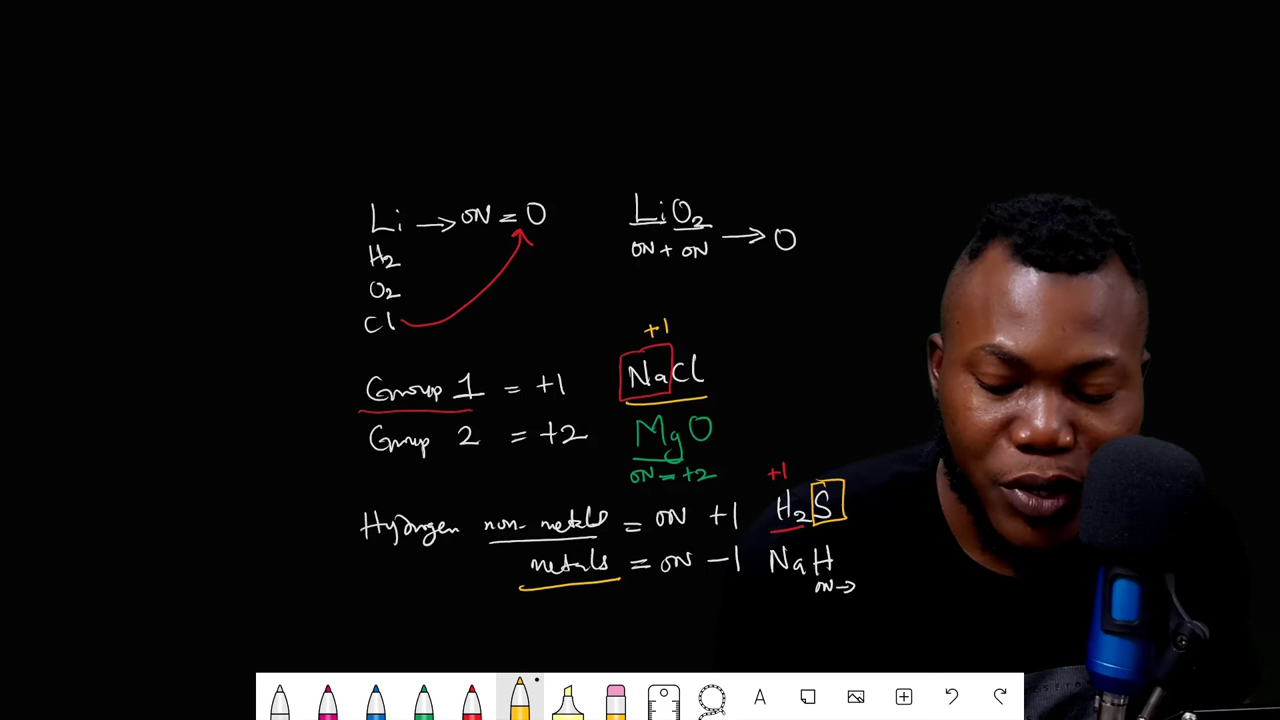 Li → ON = 0
H2
O2
Cl
LiO2
ON + ON → 0
Group 1 = +1
+1
NaCl
Group 2 = +2
MgO
ON = +2
Hydrogen non-metals = ON +1
+1
H2S
metals = ON -1 NaH
ON →
A